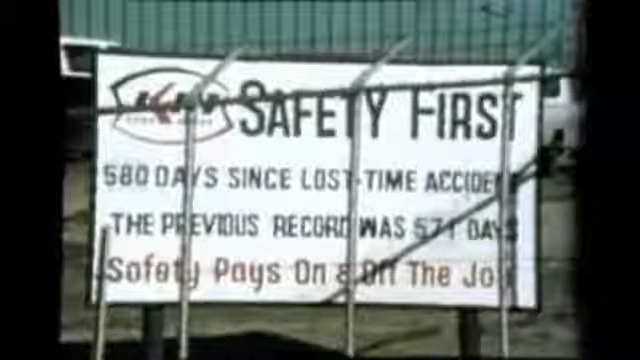 SAFETY FIRST
580 DAYS SINCE LOST-TIME ACCIDENT
THE PREVIOUS RECORD WAS 571 DAYS
Safety Pays On & Off The Job